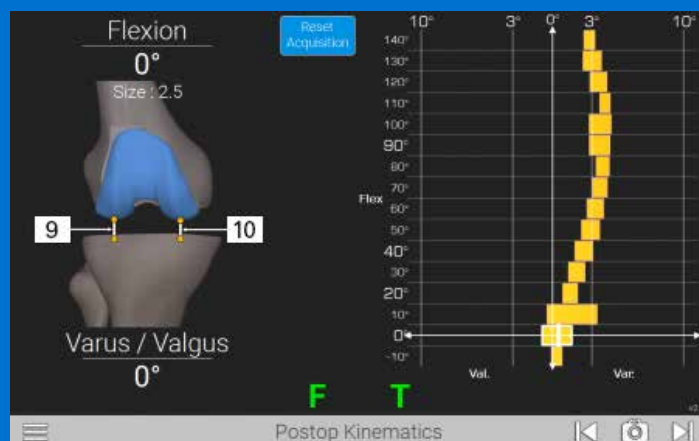 Flexion
0°
Size : 2.5
9
10
Varus / Valgus
0°
Reset
Acquisition
10° 3° 0° 3° 10°
140°
130°
120°
110°
100°
90°
80°
70°
Flex
60°
50°
40°
30°
20°
10°
0°
-10°
Val. Var.
F T
x2
Postop Kinematics